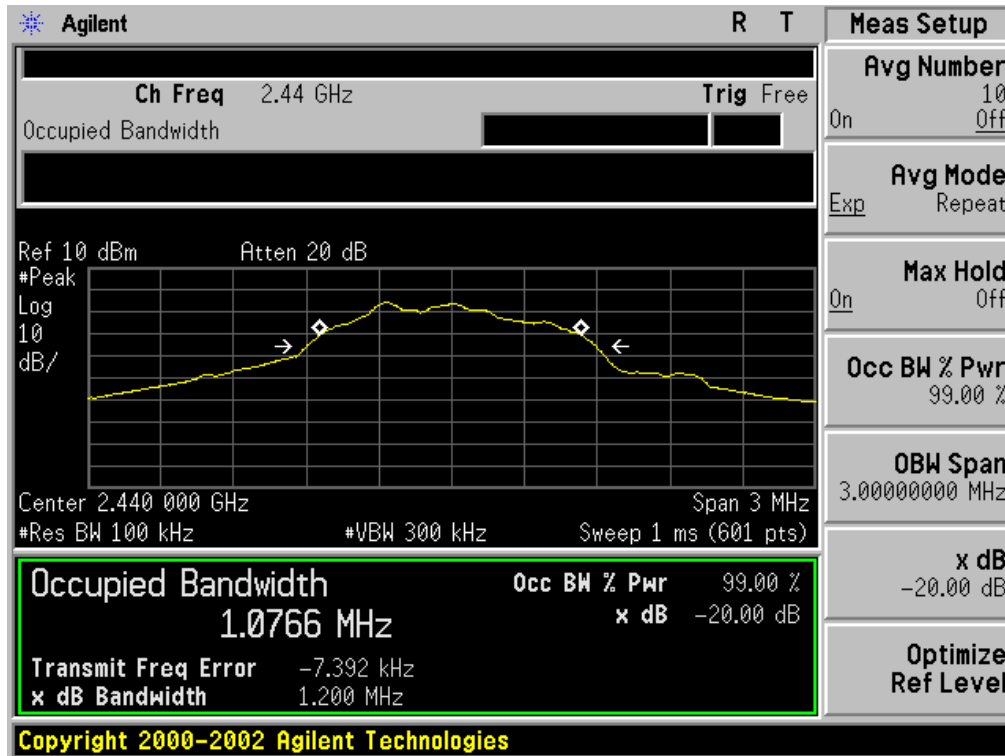 Agilent R T
Ch Freq 2.44 GHz Trig Free
Occupied Bandwidth
Ref 10 dBm Atten 20 dB
#Peak
Log
10
dB/
Center 2.440 000 GHz Span 3 MHz
#Res BW 100 kHz #VBW 300 kHz Sweep 1 ms (601 pts)
Occupied Bandwidth Occ BW % Pwr 99.00 %
1.0766 MHz x dB -20.00 dB
Transmit Freq Error -7.392 kHz
x dB Bandwidth 1.200 MHz
Copyright 2000-2002 Agilent Technologies
Meas Setup
Avg Number
10
On Off
Avg Mode
Exp Repeat
Max Hold
On Off
Occ BW % Pwr
99.00 %
OBW Span
3.00000000 MHz
x dB
-20.00 dB
Optimize
Ref Level